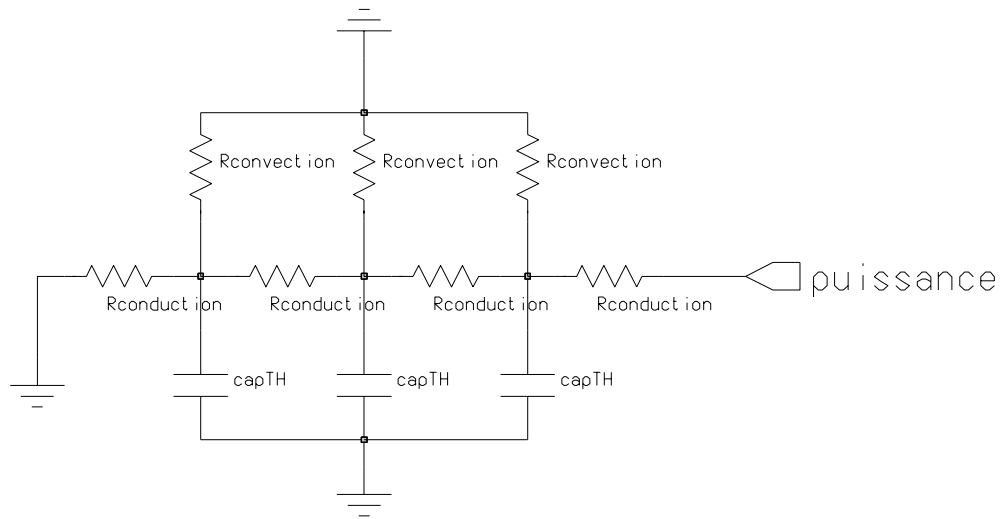 Rconvection
Rconvection
Rconvection
puissance
Rconduction
Rconduction
Rconduction
Rconduction
capTH
capTH
capTH